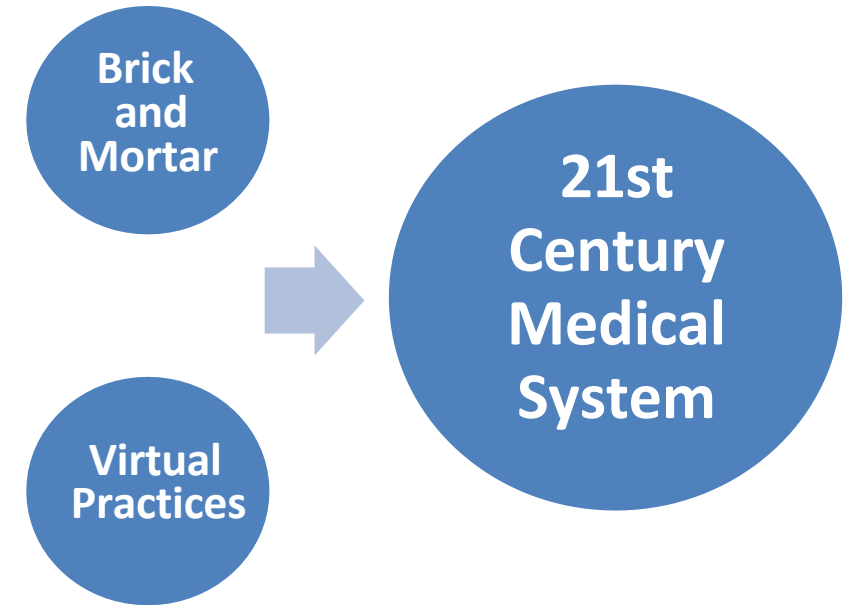 Brick
and
Mortar
Virtual
Practices
21st
Century
Medical
System